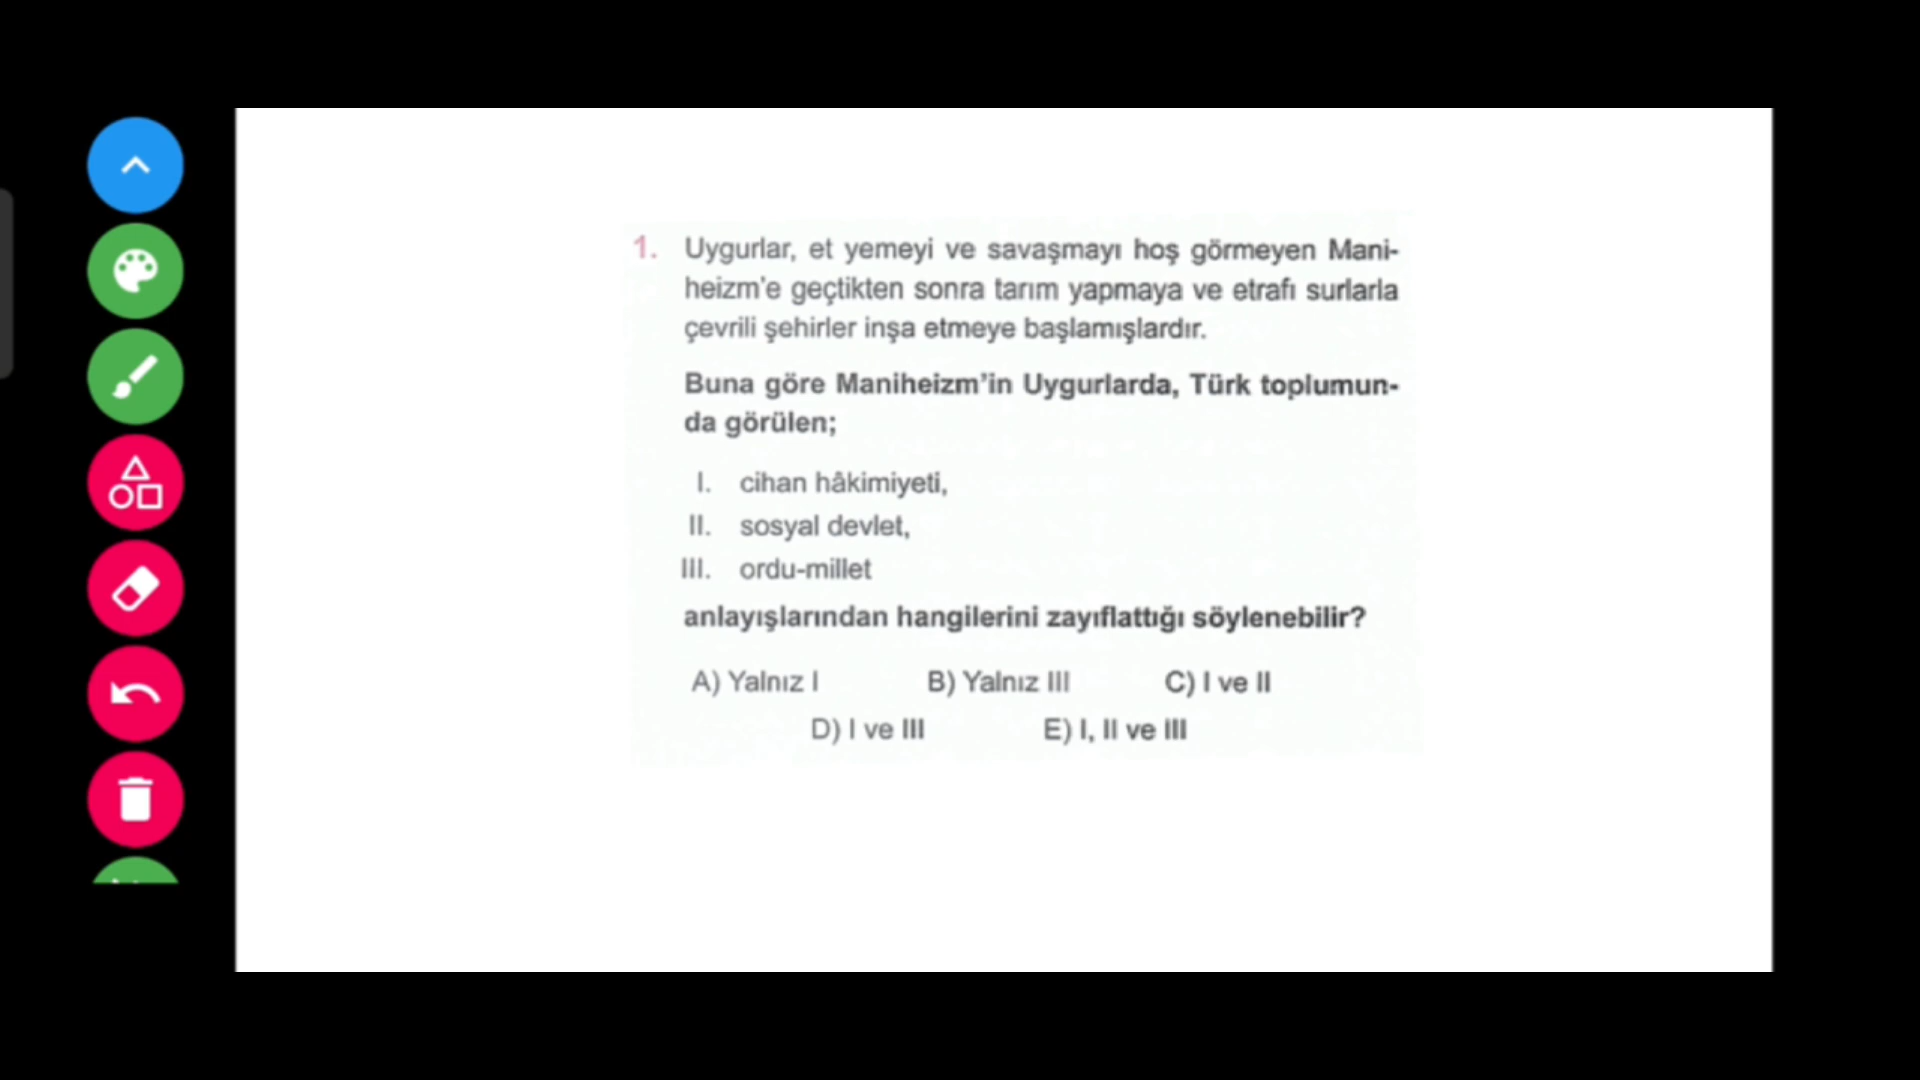 1. Uygurlar, et yemeyi ve savaşmayı hoş görmeyen Mani-
heizm'e geçtikten sonra tarım yapmaya ve etrafı surlarla
çevrili şehirler inşa etmeye başlamışlardır.
Buna göre Maniheizm'in Uygurlarda, Türk toplumun-
da görülen;
I. cihan hâkimiyeti,
II. sosyal devlet,
III. ordu-millet
anlayışlarından hangilerini zayıflattığı söylenebilir?
A) Yalnız I B) Yalnız III C) I ve II
D) I ve III E) I, II ve III